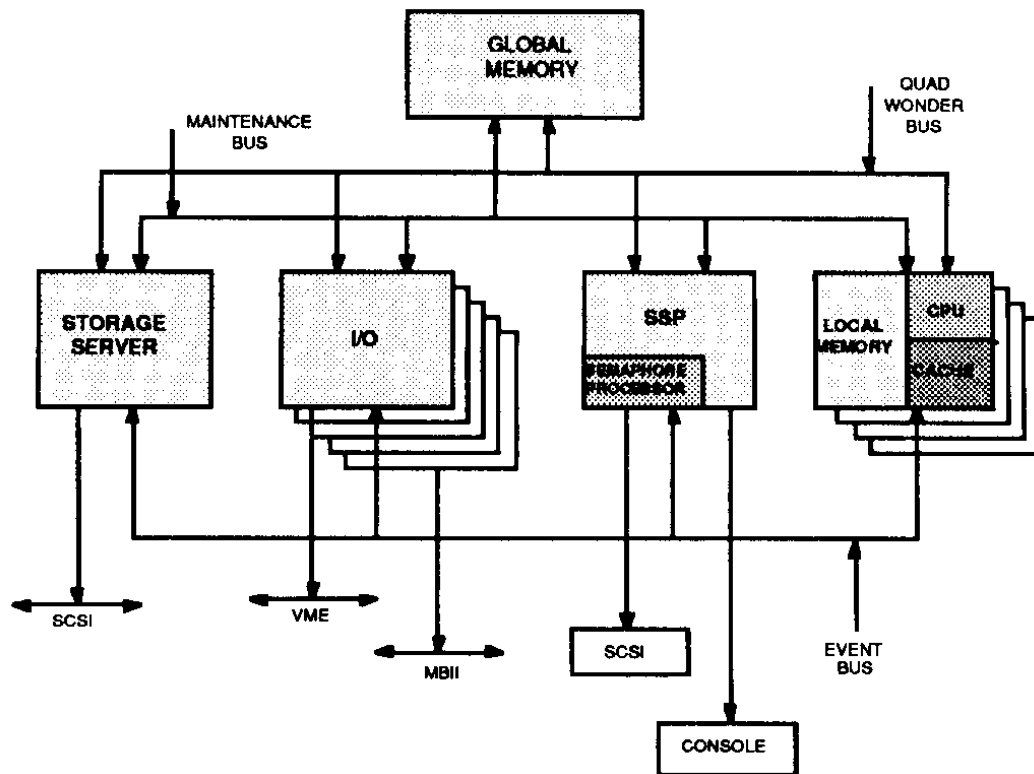 GLOBAL
MEMORY
QUAD
WONDER
BUS
MAINTENANCE
BUS
STORAGE
SERVER
I/O
SSP
SEMAPHORE
PROCESSOR
LOCAL
MEMORY
CPU
CACHE
SCSI
VME
MBII
SCSI
EVENT
BUS
CONSOLE